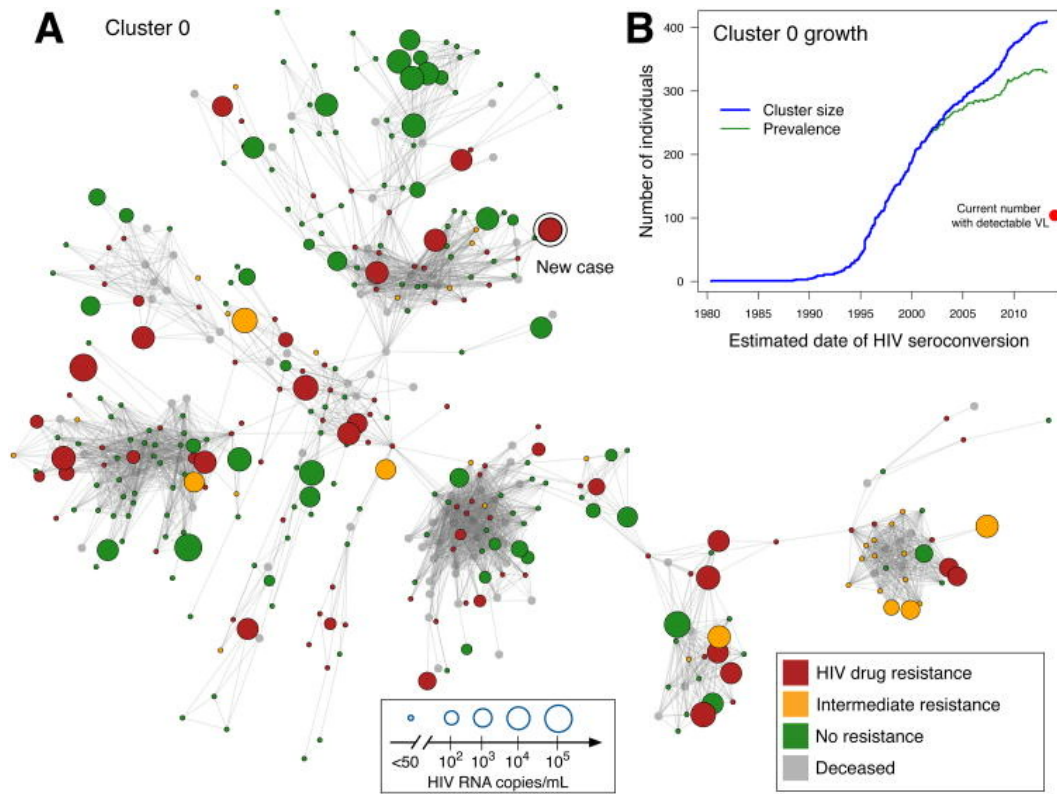 A
Cluster 0
New case
<50
10²
10³
10⁴
10⁵
HIV RNA copies/mL
B
Cluster 0 growth
Number of individuals
400
300
200
100
0
Cluster size
Prevalence
Current number
with detectable VL
1980
1985
1990
1995
2000
2005
2010
Estimated date of HIV seroconversion
HIV drug resistance
Intermediate resistance
No resistance
Deceased